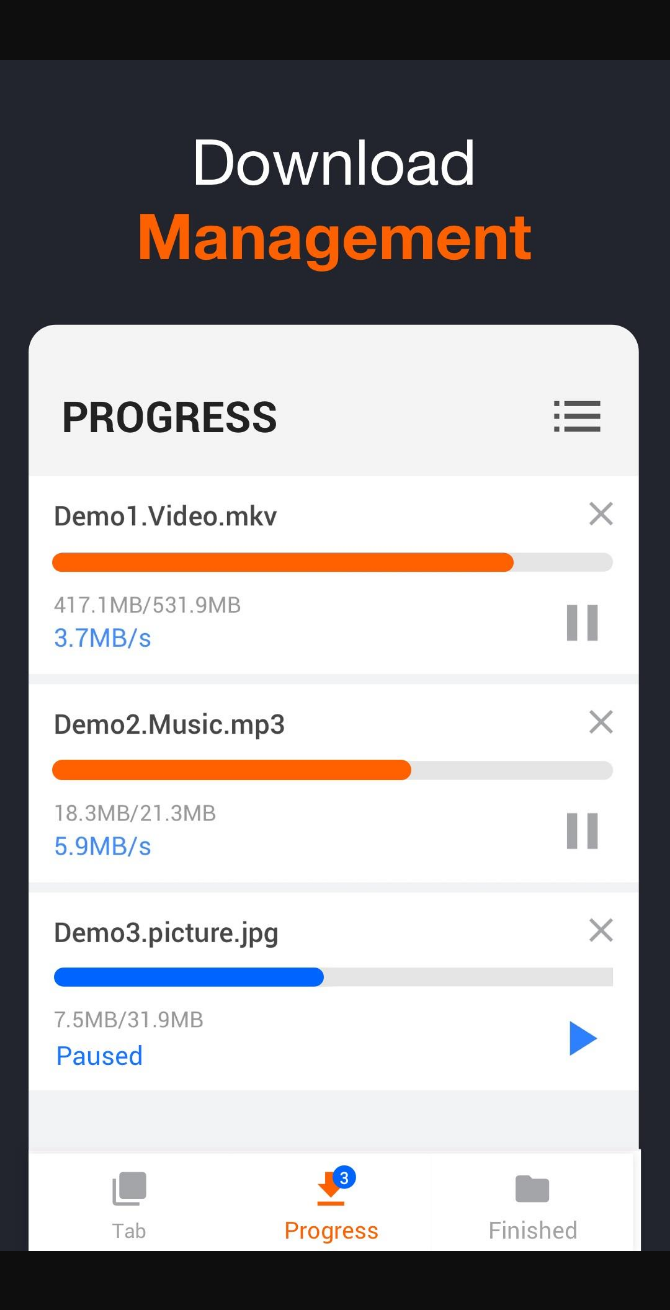 Download
Management
PROGRESS
Demo1.Video.mkv
417.1MB/531.9MB
3.7MB/s
Demo2.Music.mp3
18.3MB/21.3MB
5.9MB/s
Demo3.picture.jpg
7.5MB/31.9MB
Paused
3
Tab
Progress
Finished